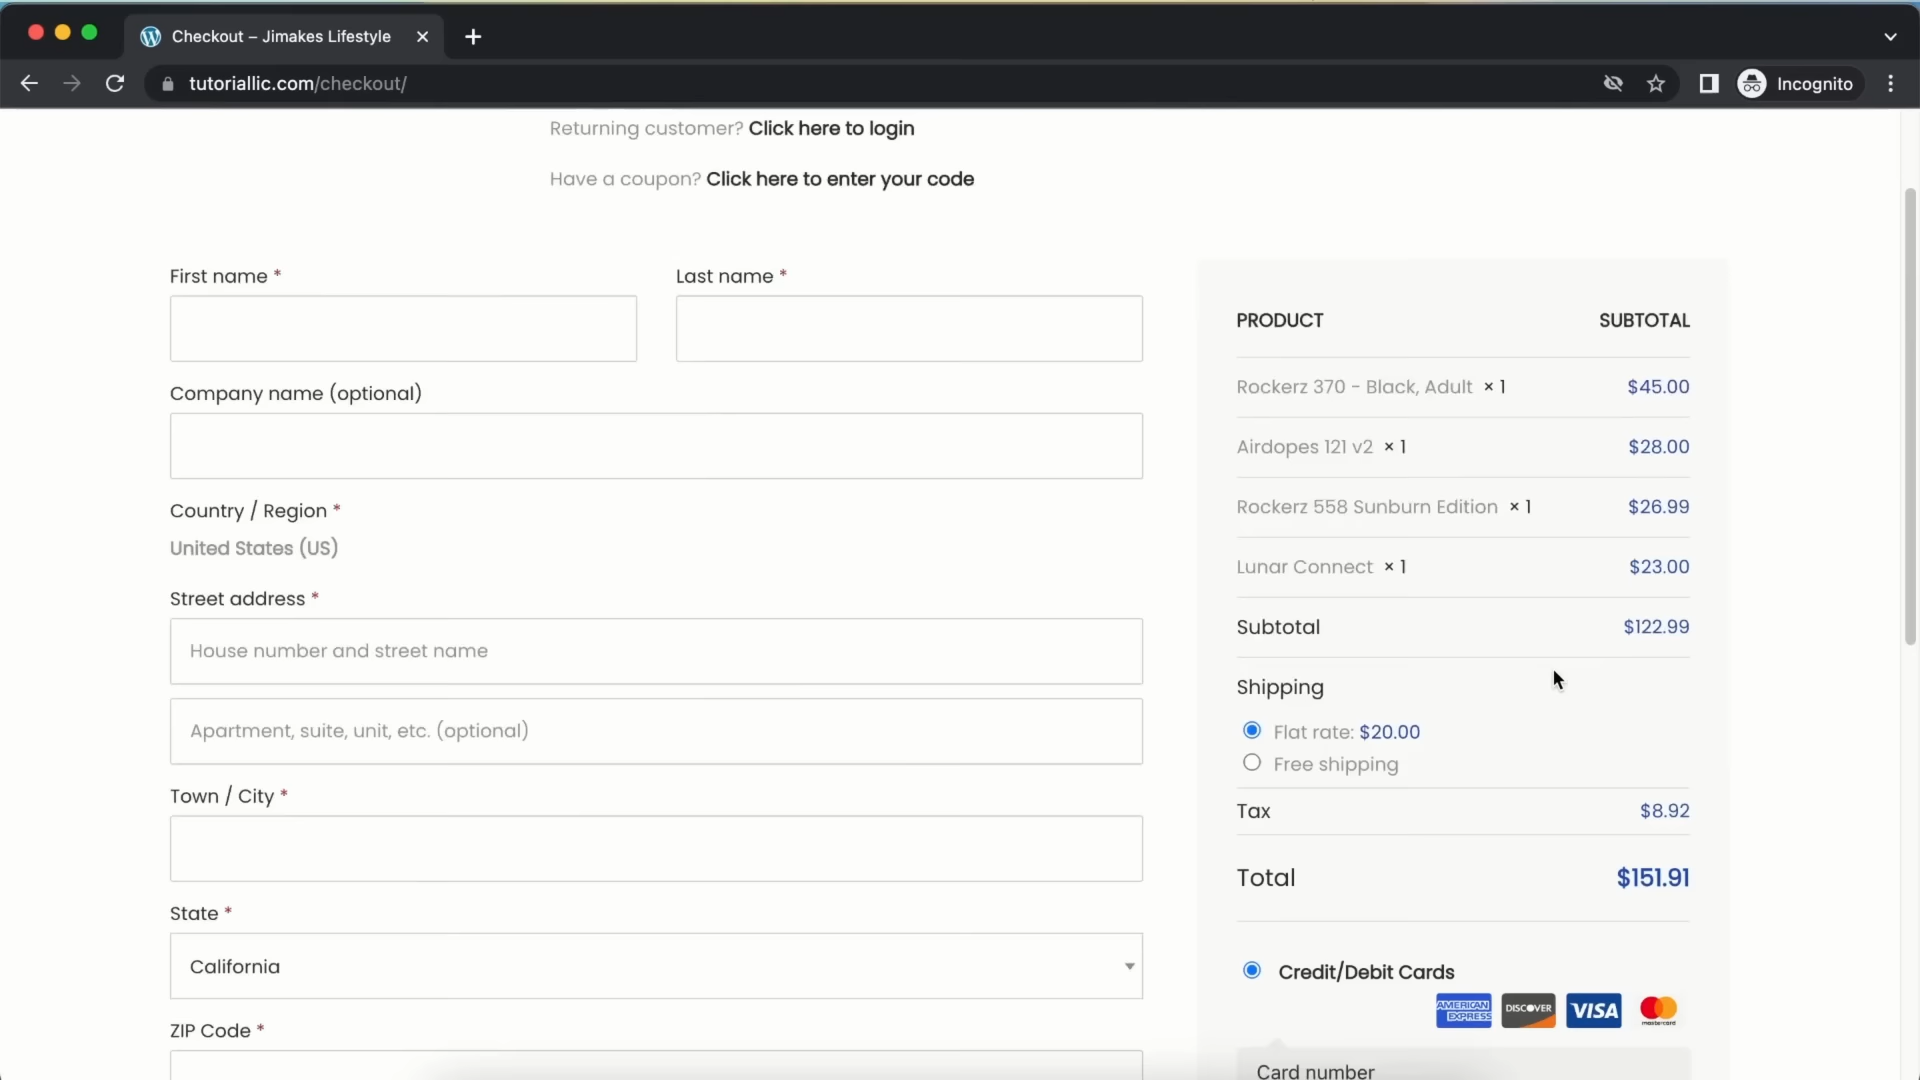 Checkout – Jimakes Lifestyle
tutoriallic.com/checkout/
Incognito
Returning customer? Click here to login
Have a coupon? Click here to enter your code
First name *
Last name *
Company name (optional)
Country / Region *
United States (US)
Street address *
House number and street name
Apartment, suite, unit, etc. (optional)
Town / City *
State *
California
ZIP Code *
PRODUCT SUBTOTAL
Rockerz 370 - Black, Adult × 1 $45.00
Airdopes 121 v2 × 1 $28.00
Rockerz 558 Sunburn Edition × 1 $26.99
Lunar Connect × 1 $23.00
Subtotal $122.99
Shipping
Flat rate: $20.00
Free shipping
Tax $8.92
Total $151.91
Credit/Debit Cards
AMERICAN EXPRESS DISCOVER VISA mastercard
Card number